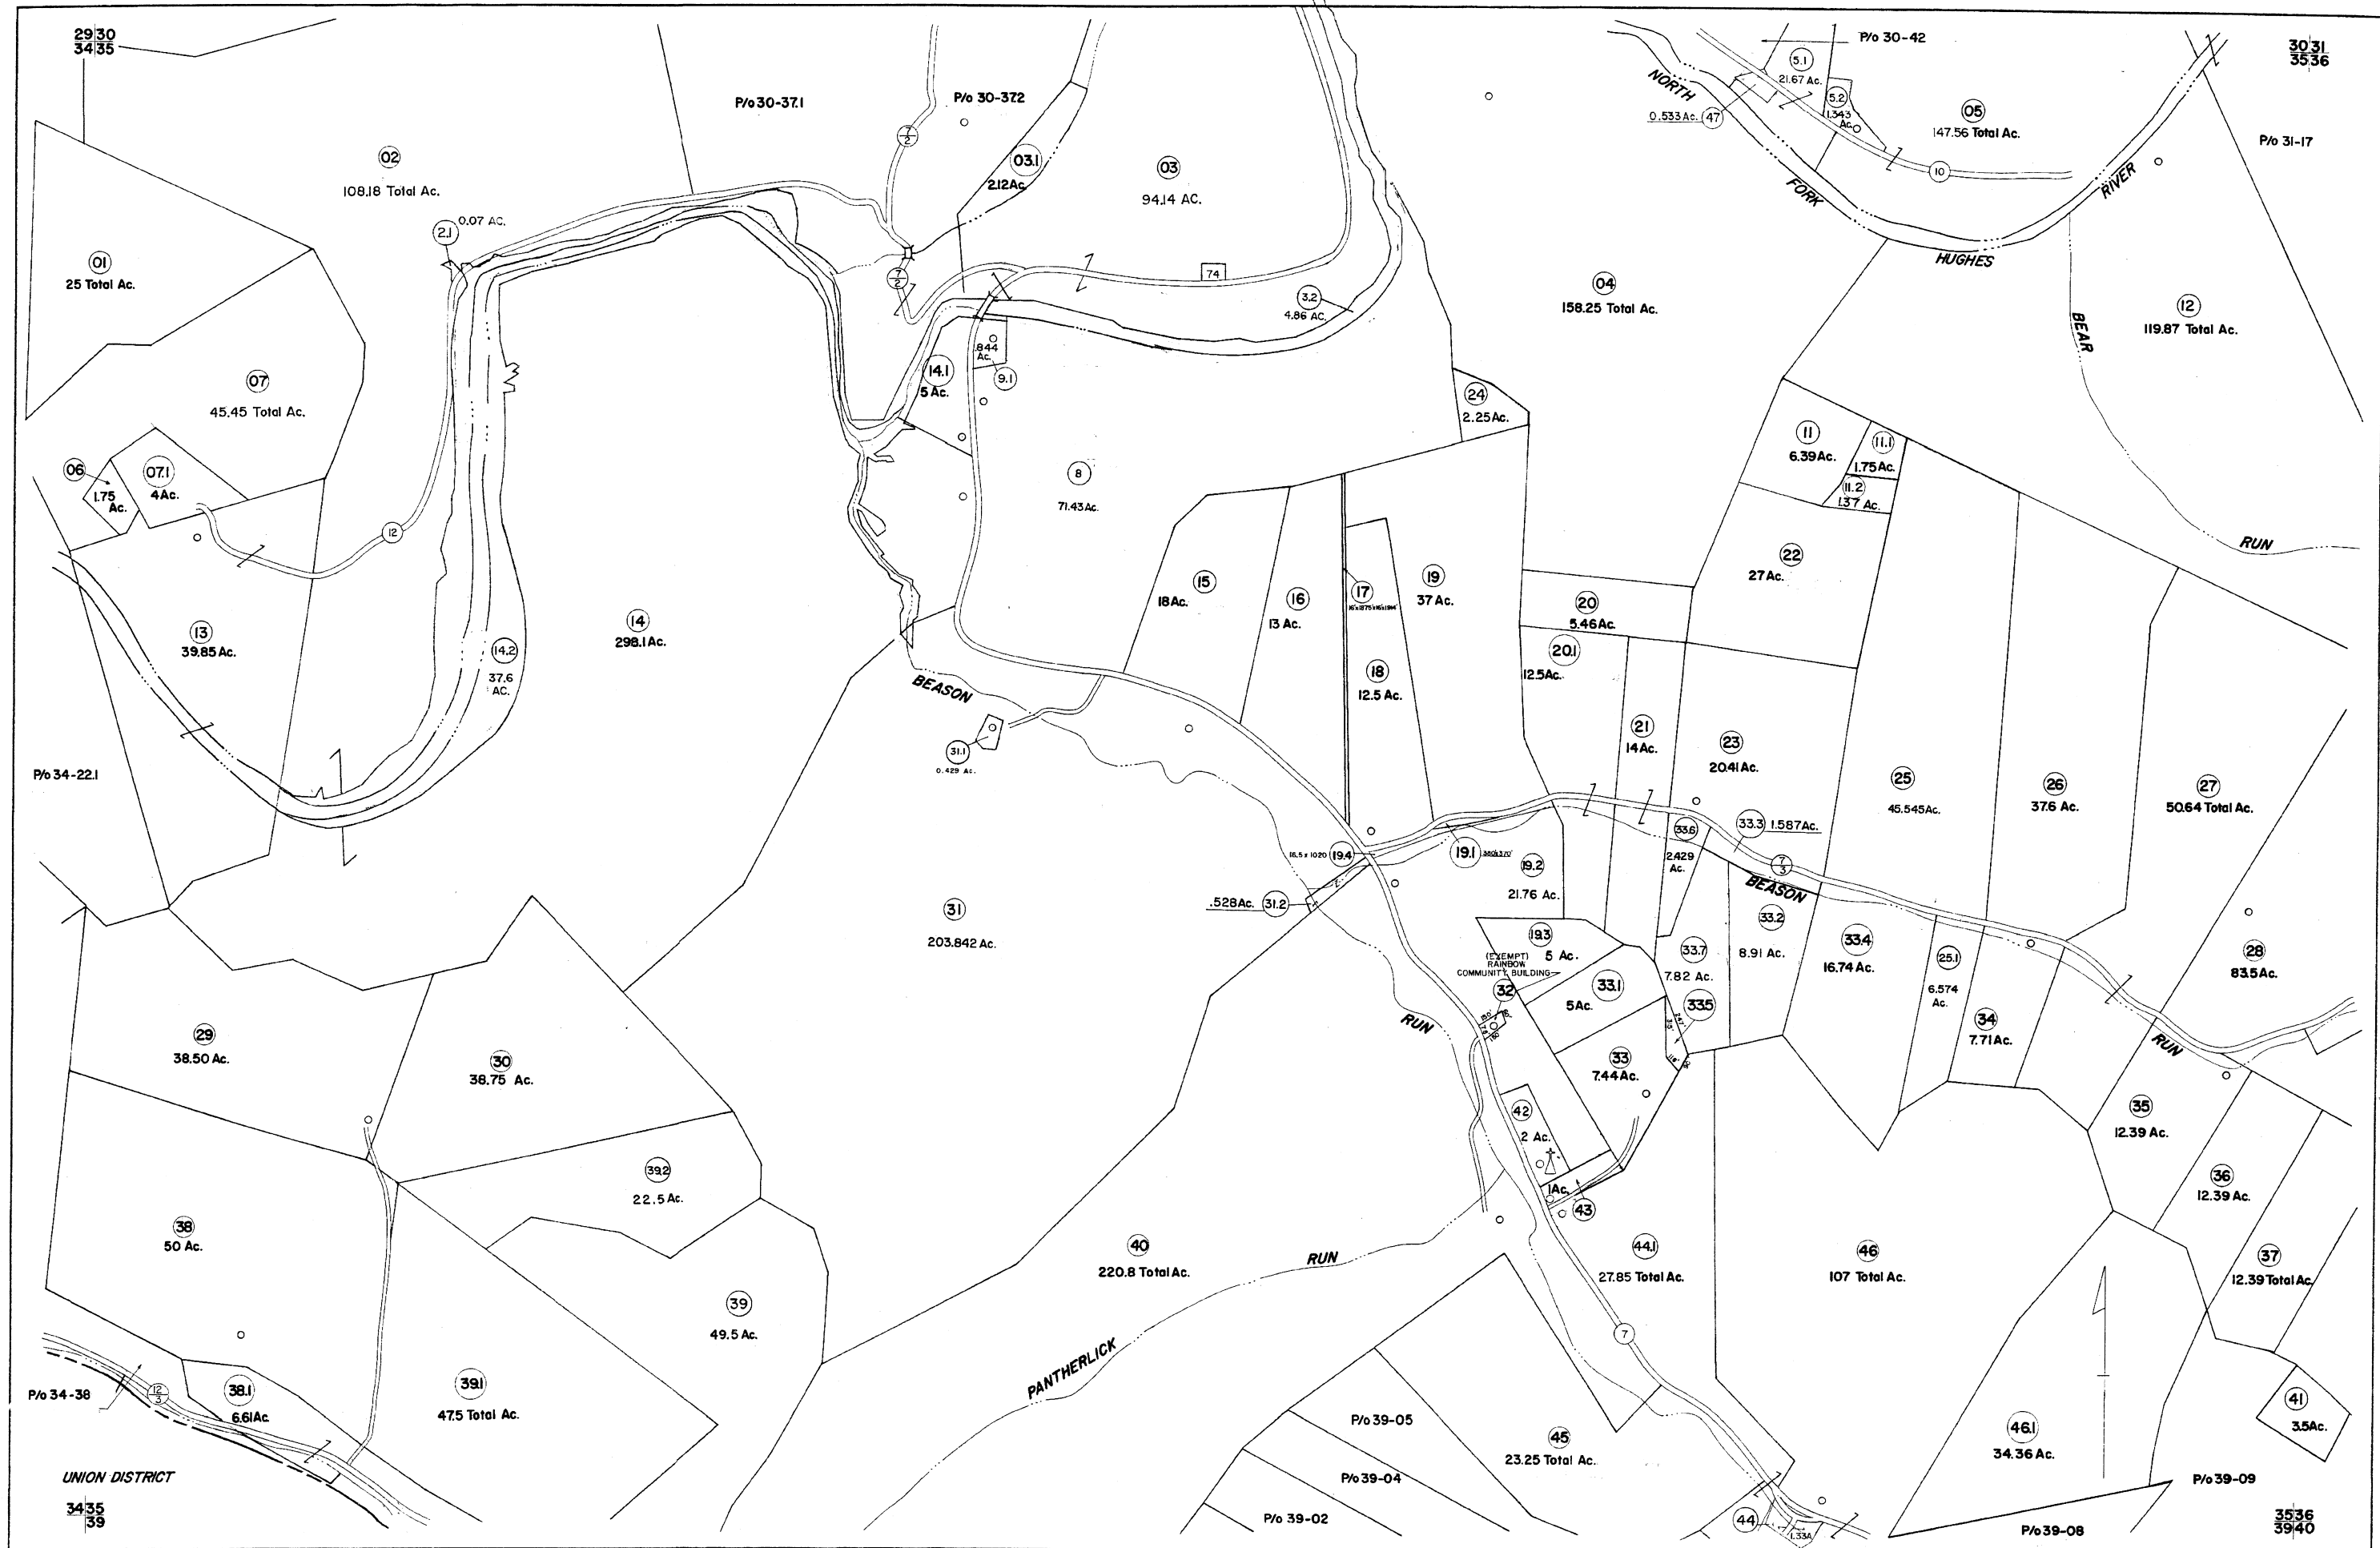 29 30
34 35
30 31
35 36
P/o 30-42
5.1
21.67 Ac.
5.2
1.343
Ac.
0.533 Ac. 47
05
147.56 Total Ac.
P/o 31-17
NORTH
FORK
HUGHES
RIVER
10
P/o 30-37.1
P/o 30-37.2
7
2
02
108.18 Total Ac.
03.1
2.12 Ac.
03
94.14 AC.
2.1
0.07 AC.
01
25 Total Ac.
7
2
74
3.2
4.86 AC.
04
158.25 Total Ac.
BEAR
12
119.87 Total Ac.
RUN
07
45.45 Total Ac.
.844
Ac.
9.1
14.1
5 Ac.
24
2.25 Ac.
11
6.39 Ac.
11.1
1.75 Ac.
11.2
1.37 Ac.
06
1.75
Ac.
07.1
4 Ac.
12
8
71.43 Ac.
22
27 Ac.
15
18 Ac.
16
13 Ac.
17
19
37 Ac.
20
5.46 Ac.
20.1
12.5 Ac.
13
39.85 Ac.
14.2
37.6
AC.
14
298.1 Ac.
18
12.5 Ac.
BEASON
31.1
0.429 Ac.
21
14 Ac.
23
20.41 Ac.
25
45.545 Ac.
26
37.6 Ac.
27
50.64 Total Ac.
P/o 34-22.1
16.5 x 1020 19.4
19.1
33.6
2.429
Ac.
33.3 1.587 Ac.
7
3
BEASON
.528 Ac. 31.2
19.2
21.76 Ac.
31
203.842 Ac.
19.3
5 Ac.
(EXEMPT)
RAINBOW
COMMUNITY BUILDING
32
33.1
5 Ac.
33.7
7.82 Ac.
33.2
8.91 Ac.
33.4
16.74 Ac.
25.1
6.574
Ac.
28
83.5 Ac.
33.5
34
7.71 Ac.
RUN
RUN
29
38.50 Ac.
30
38.75 Ac.
33
7.44 Ac.
42
2 Ac.
35
12.39 Ac.
39.2
22.5 Ac.
1 Ac.
43
36
12.39 Ac.
38
50 Ac.
40
220.8 Total Ac.
RUN
44.1
27.85 Total Ac.
46
107 Total Ac.
37
12.39 Total Ac.
39
49.5 Ac.
PANTHERLICK
7
P/o 34-38
12
3
38.1
6.61 Ac.
39.1
47.5 Total Ac.
P/o 39-05
45
23.25 Total Ac.
46.1
34.36 Ac.
41
3.5 Ac.
P/o 39-04
P/o 39-09
UNION DISTRICT
34 35
39
P/o 39-02
44
1.33A
P/o 39-08
35 36
39 40